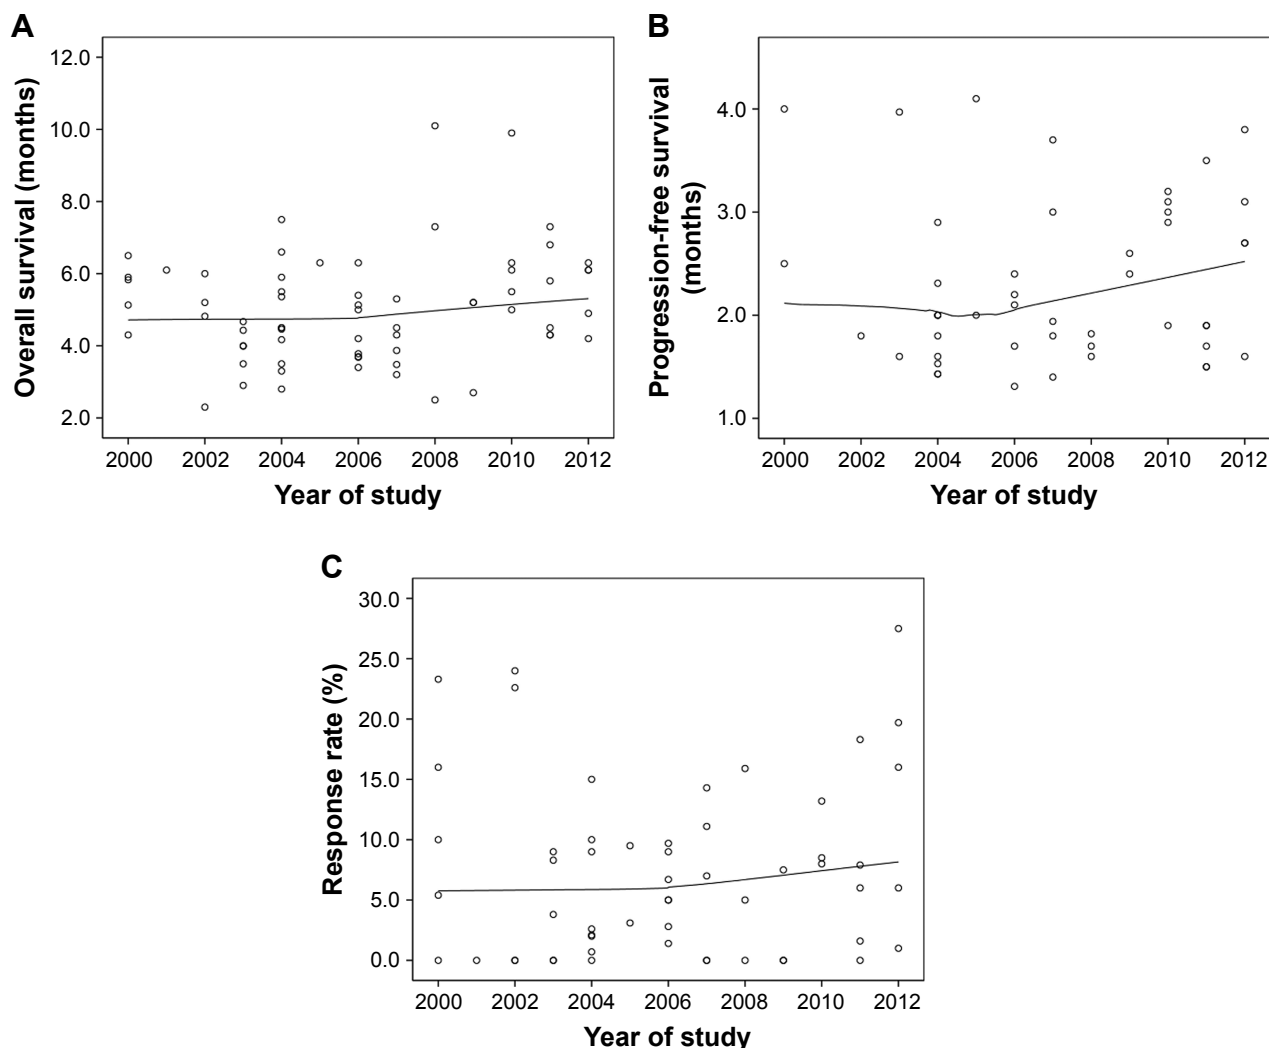 A
Overall survival (months)
12.0
10.0
8.0
6.0
4.0
2.0
2000 2002 2004 2006 2008 2010 2012
Year of study
B
Progression-free survival
(months)
4.0
3.0
2.0
1.0
2000 2002 2004 2006 2008 2010 2012
Year of study
C
Response rate (%)
30.0
25.0
20.0
15.0
10.0
5.0
0.0
2000 2002 2004 2006 2008 2010 2012
Year of study